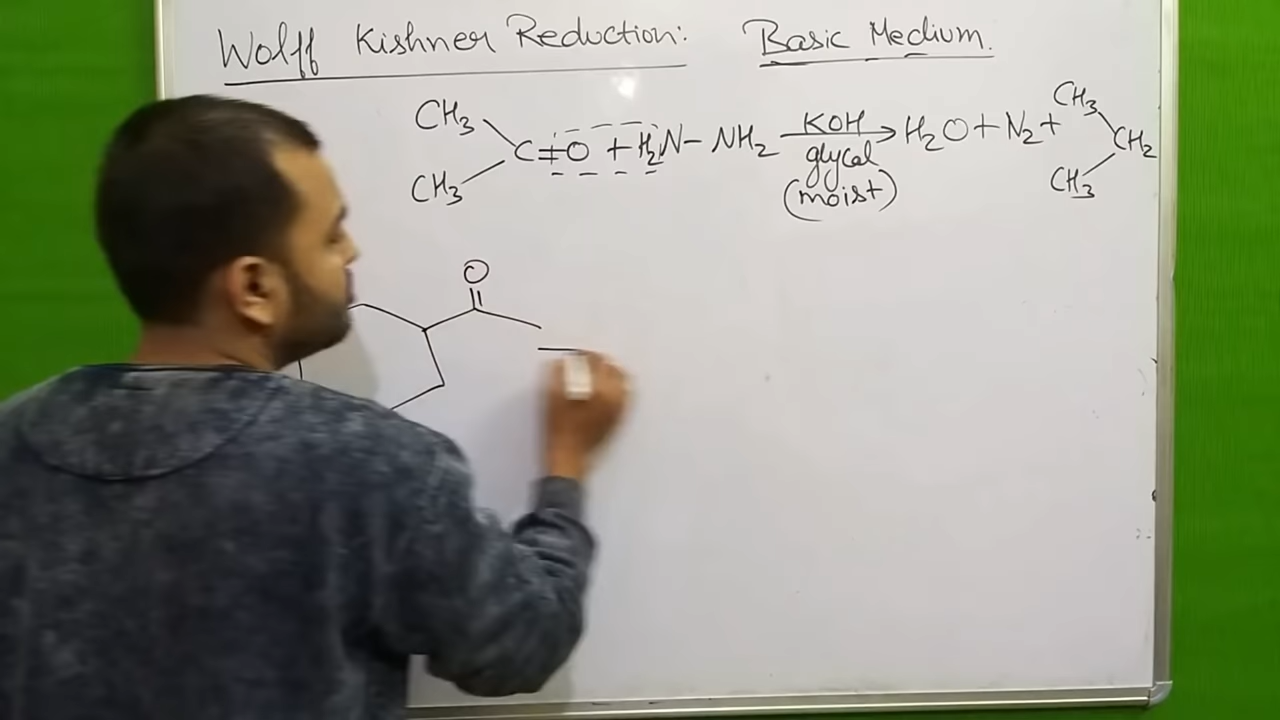 Wolff Kishner Reduction: Basic Medium.
CH3 CH3 C=O + H2N-NH2 KOH glycol (moist) → H2O + N2 + CH3 CH3 CH2
O